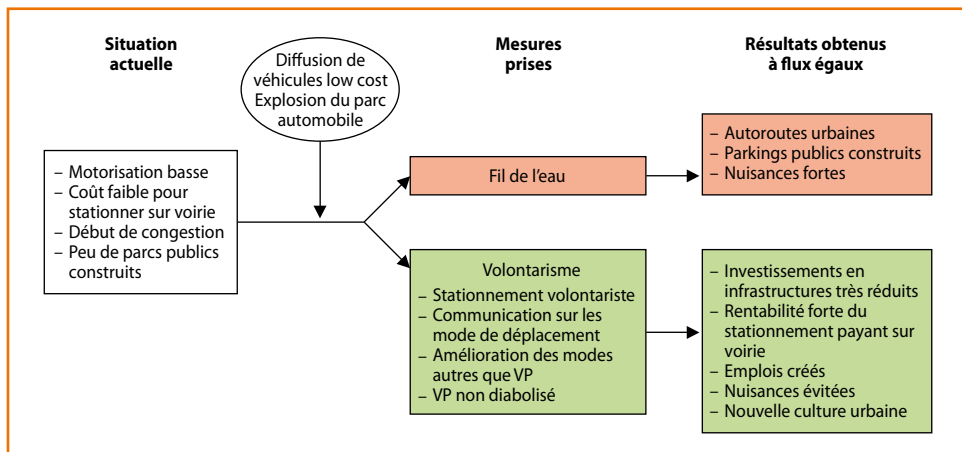 Situation
actuelle
Diffusion de
véhicules low cost
Explosion du parc
automobile
Mesures
prises
Résultats obtenus
à flux égaux
– Motorisation basse
– Coût faible pour
stationner sur voirie
– Début de congestion
– Peu de parcs publics
construits
Fil de l'eau
– Autoroutes urbaines
– Parkings publics construits
– Nuisances fortes
Volontarisme
– Stationnement volontariste
– Communication sur les
mode de déplacement
– Amélioration des modes
autres que VP
– VP non diabolisé
– Investissements en
infrastructures très réduits
– Rentabilité forte du
stationnement payant sur
voirie
– Emplois créés
– Nuisances évitées
– Nouvelle culture urbaine